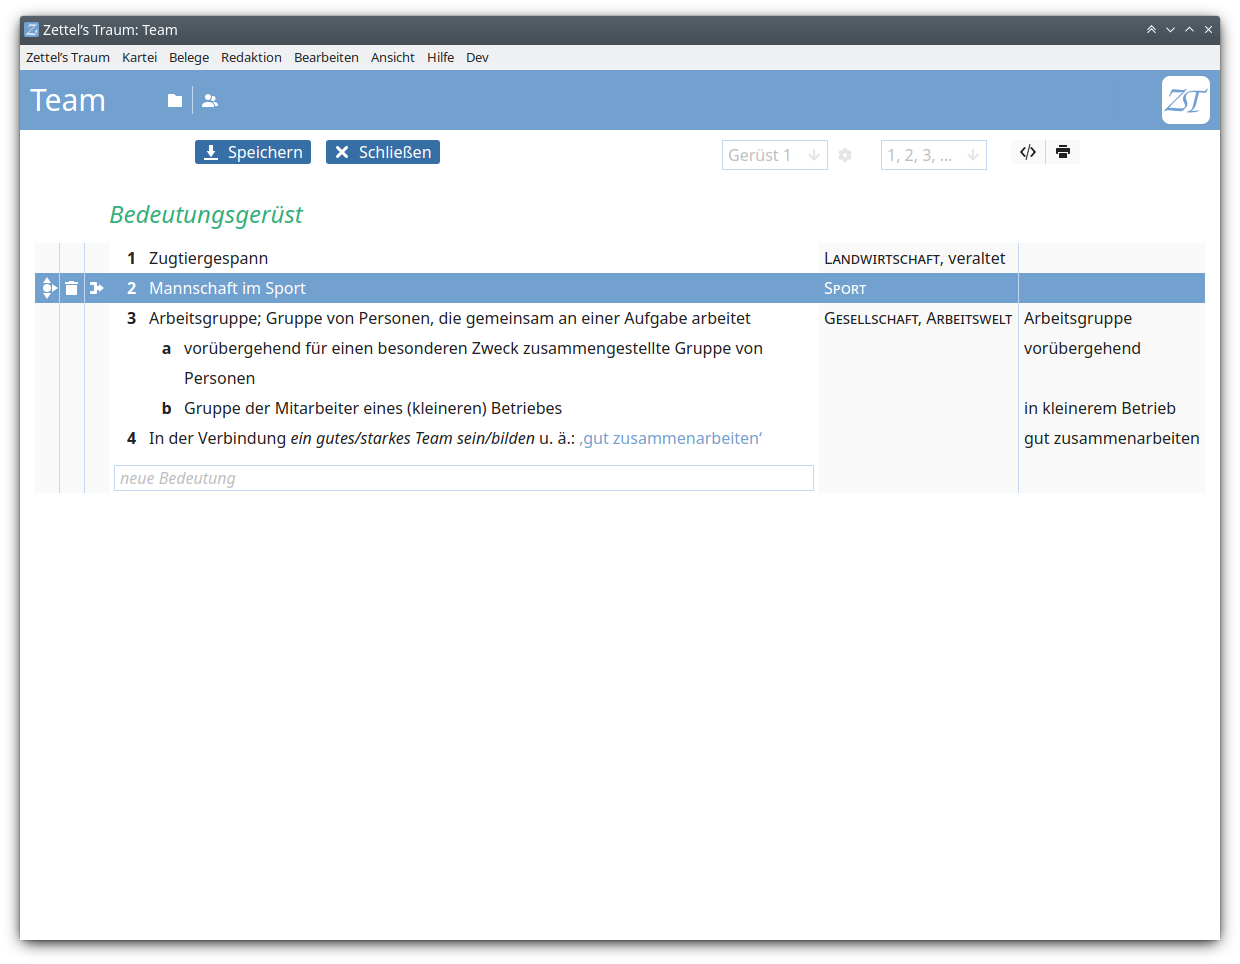 Zettel’s Traum: Team
Zettel’s Traum Kartei Belege Redaktion Bearbeiten Ansicht Hilfe Dev
Team
ZT
Speichern Schließen Gerüst 1 1, 2, 3, …
Bedeutungsgerüst
1 Zugtiergespann Landwirtschaft, veraltet
2 Mannschaft im Sport Sport
3 Arbeitsgruppe; Gruppe von Personen, die gemeinsam an einer Aufgabe arbeitet Gesellschaft, Arbeitswelt Arbeitsgruppe
a vorübergehend für einen besonderen Zweck zusammengestellte Gruppe von vorübergehend
Personen
b Gruppe der Mitarbeiter eines (kleineren) Betriebes in kleinerem Betrieb
4 In der Verbindung ein gutes/starkes Team sein/bilden u. ä.: ‚gut zusammenarbeiten‘ gut zusammenarbeiten
neue Bedeutung